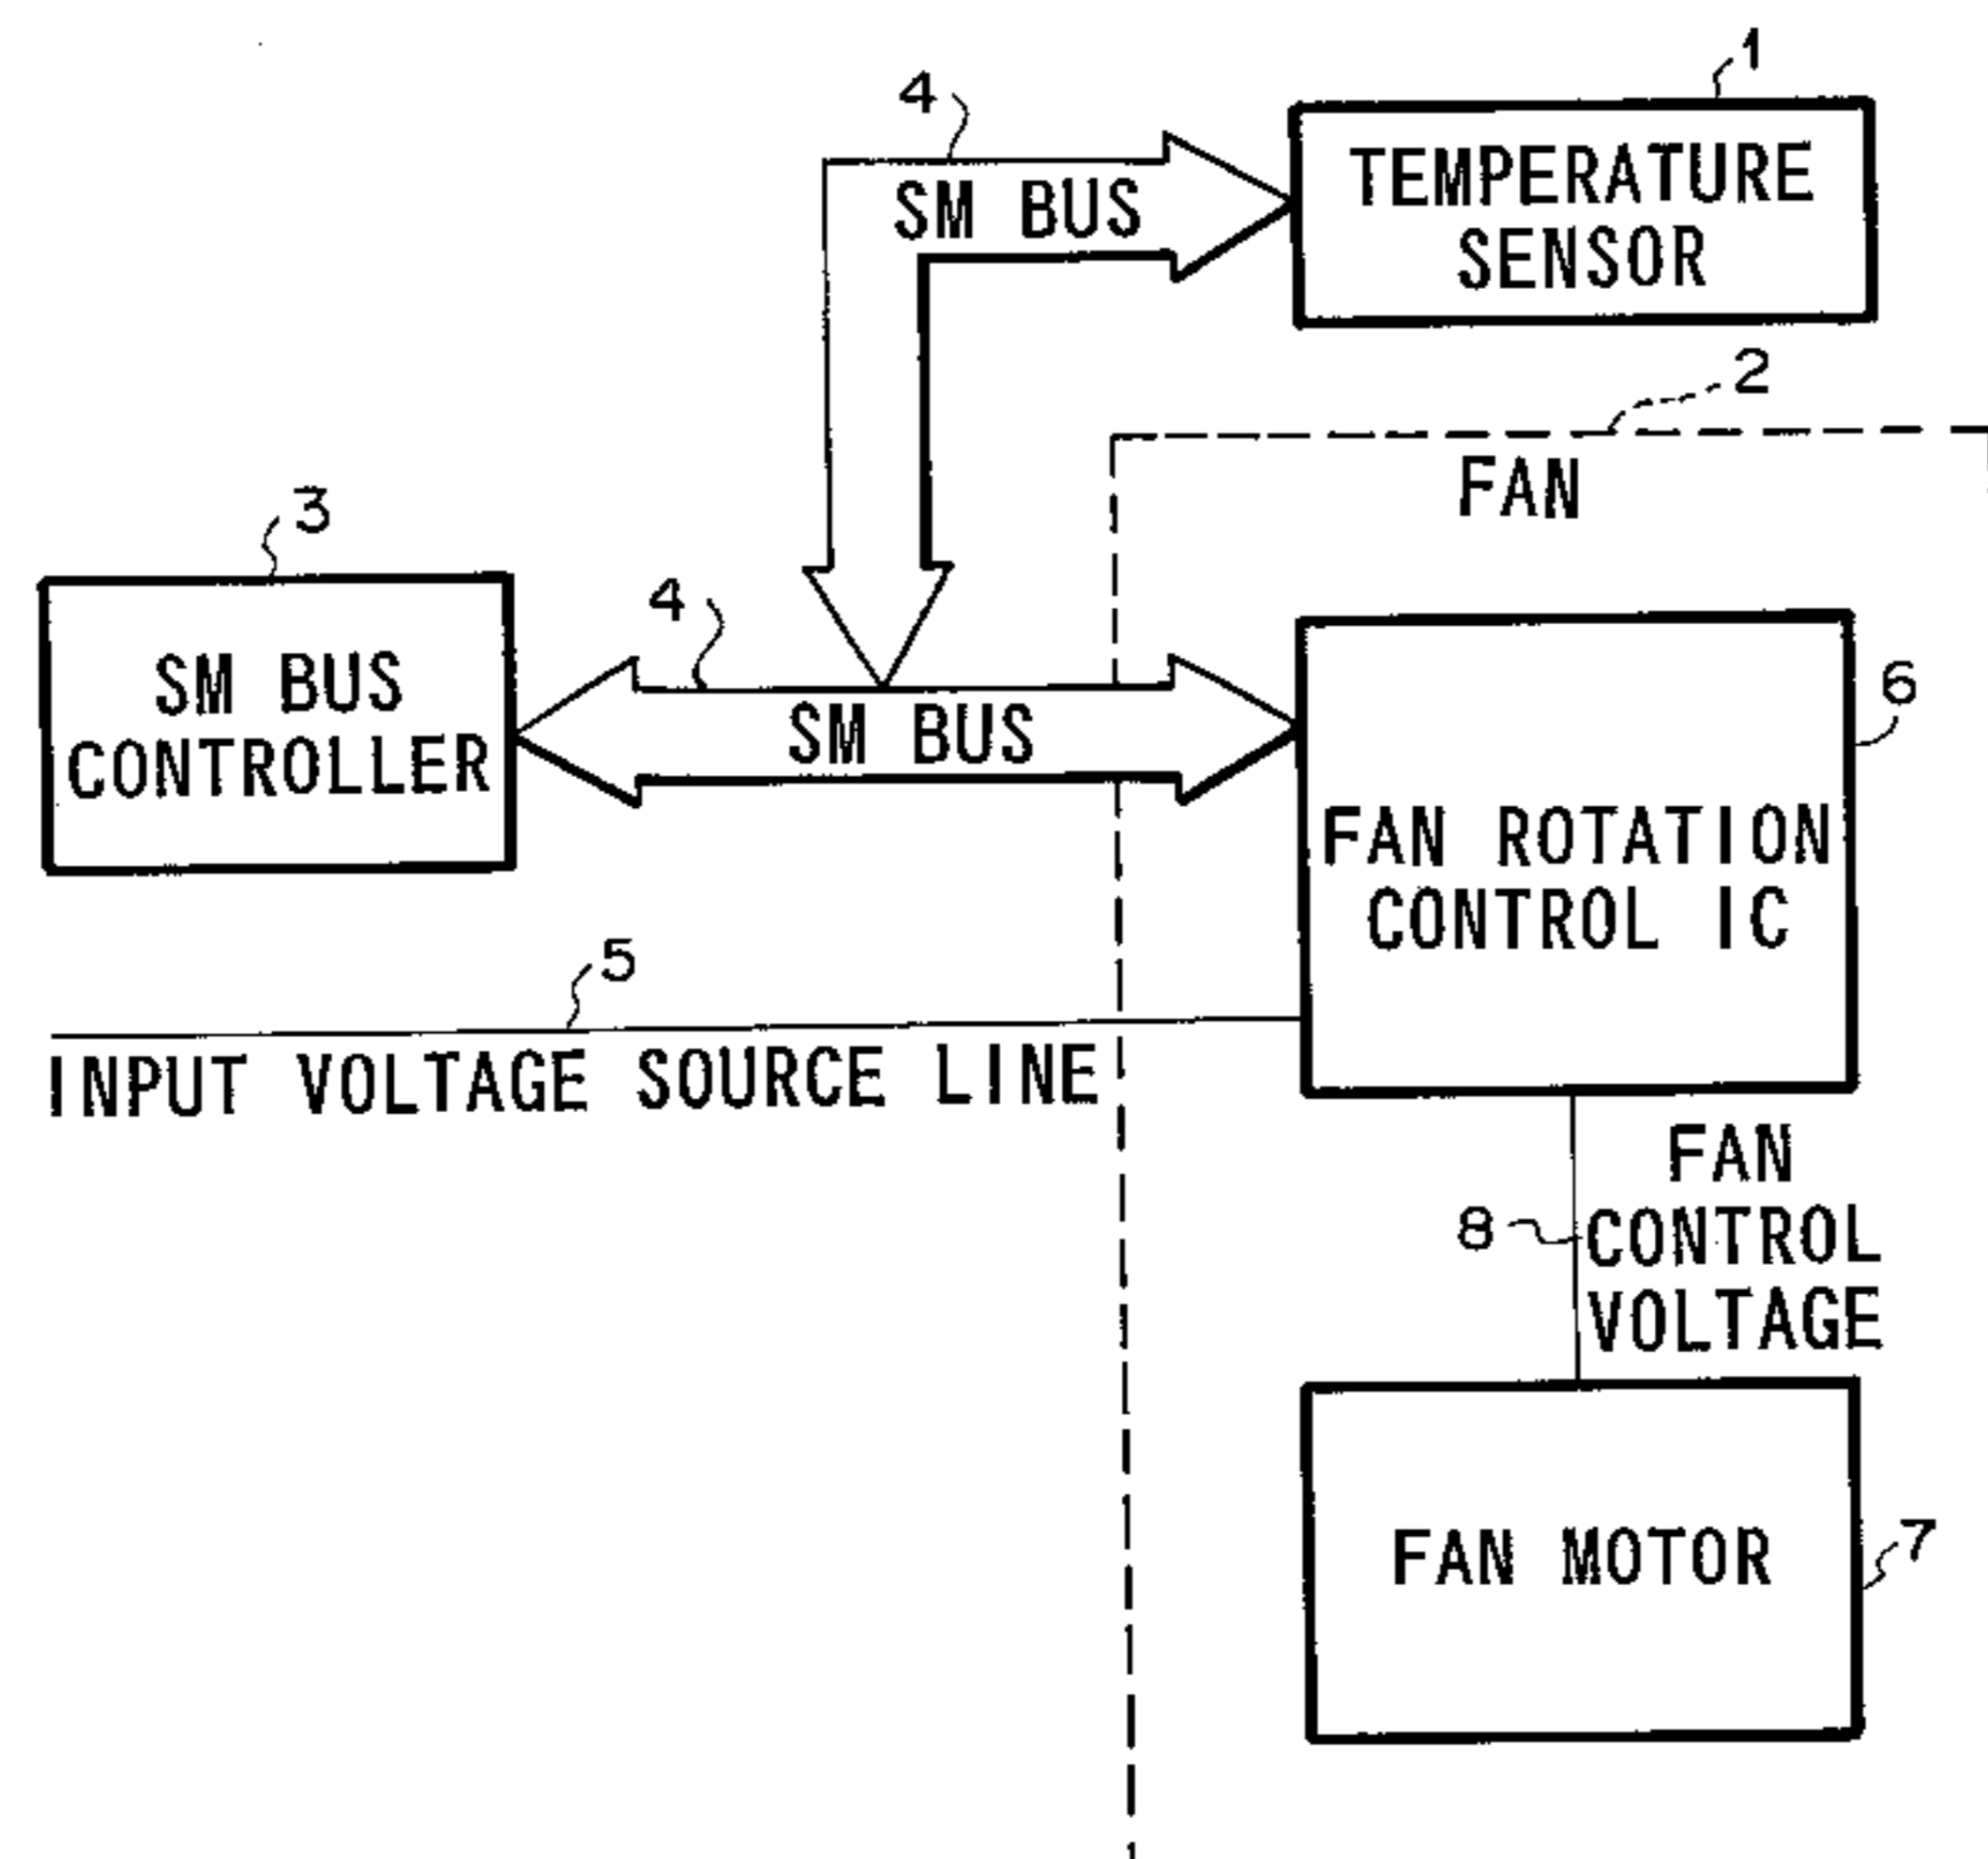 1
4
SM BUS
TEMPERATURE
SENSOR
2
FAN
3
4
SM BUS
CONTROLLER
SM BUS
6
FAN ROTATION
CONTROL IC
5
INPUT VOLTAGE SOURCE LINE
FAN
8
CONTROL
VOLTAGE
FAN MOTOR
7